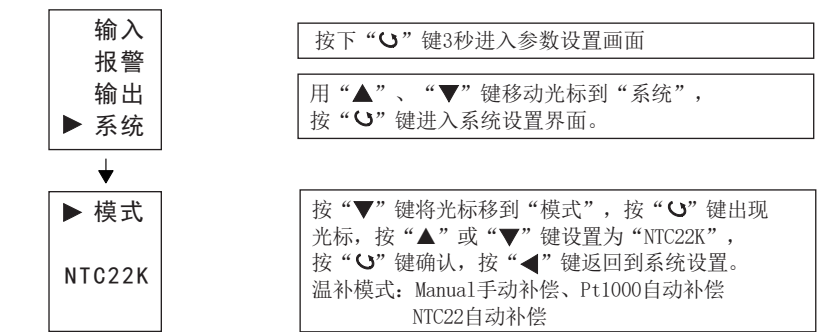 输入
报警
输出
▶ 系统
按下“↻”键3秒进入参数设置画面
用“▲”、“▼”键移动光标到“系统”,
按“↻”键进入系统设置界面。
▶ 模式
NTC22K
按“▼”键将光标移到“模式”,按“↻”键出现
光标,按“▲”或“▼”键设置为“NTC22K”,
按“↻”键确认,按“◀”键返回到系统设置。
温补模式：Manual手动补偿、Pt1000自动补偿
NTC22自动补偿